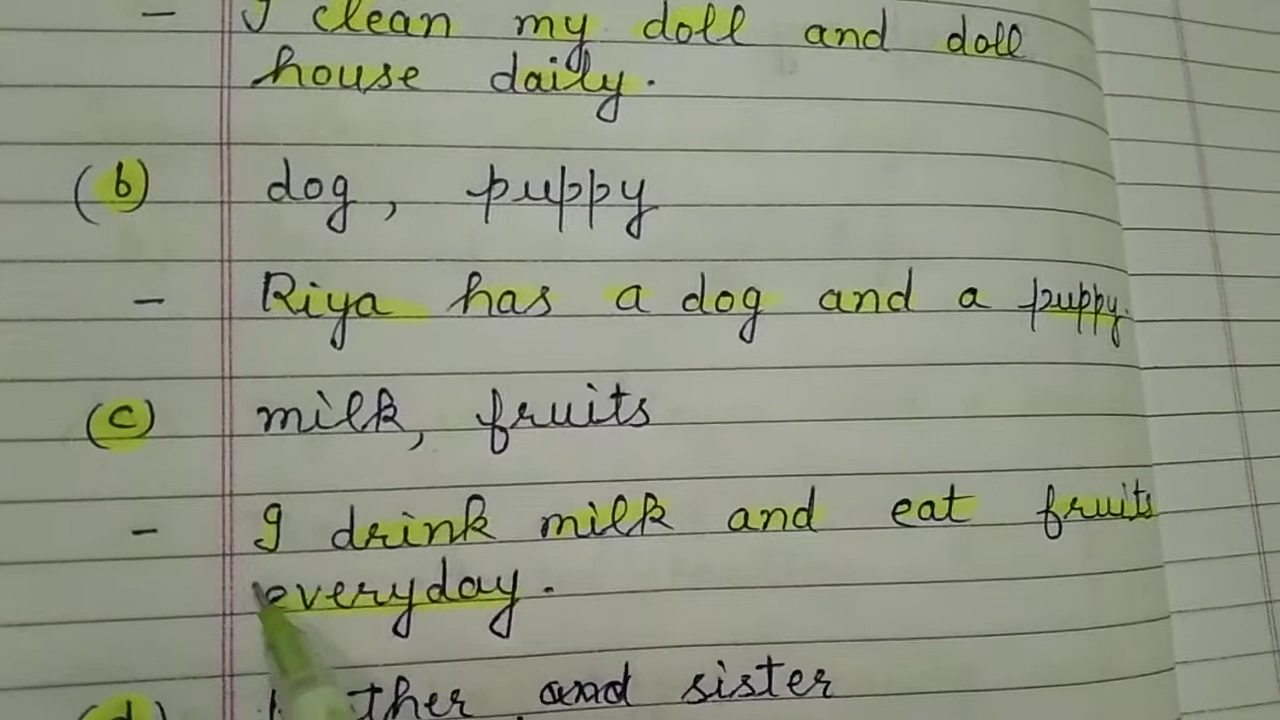 - I clean my doll and doll
house daily.
(b) dog, puppy
- Riya has a dog and a puppy.
(c) milk, fruits
- I drink milk and eat fruits
everyday.
(d) and sister